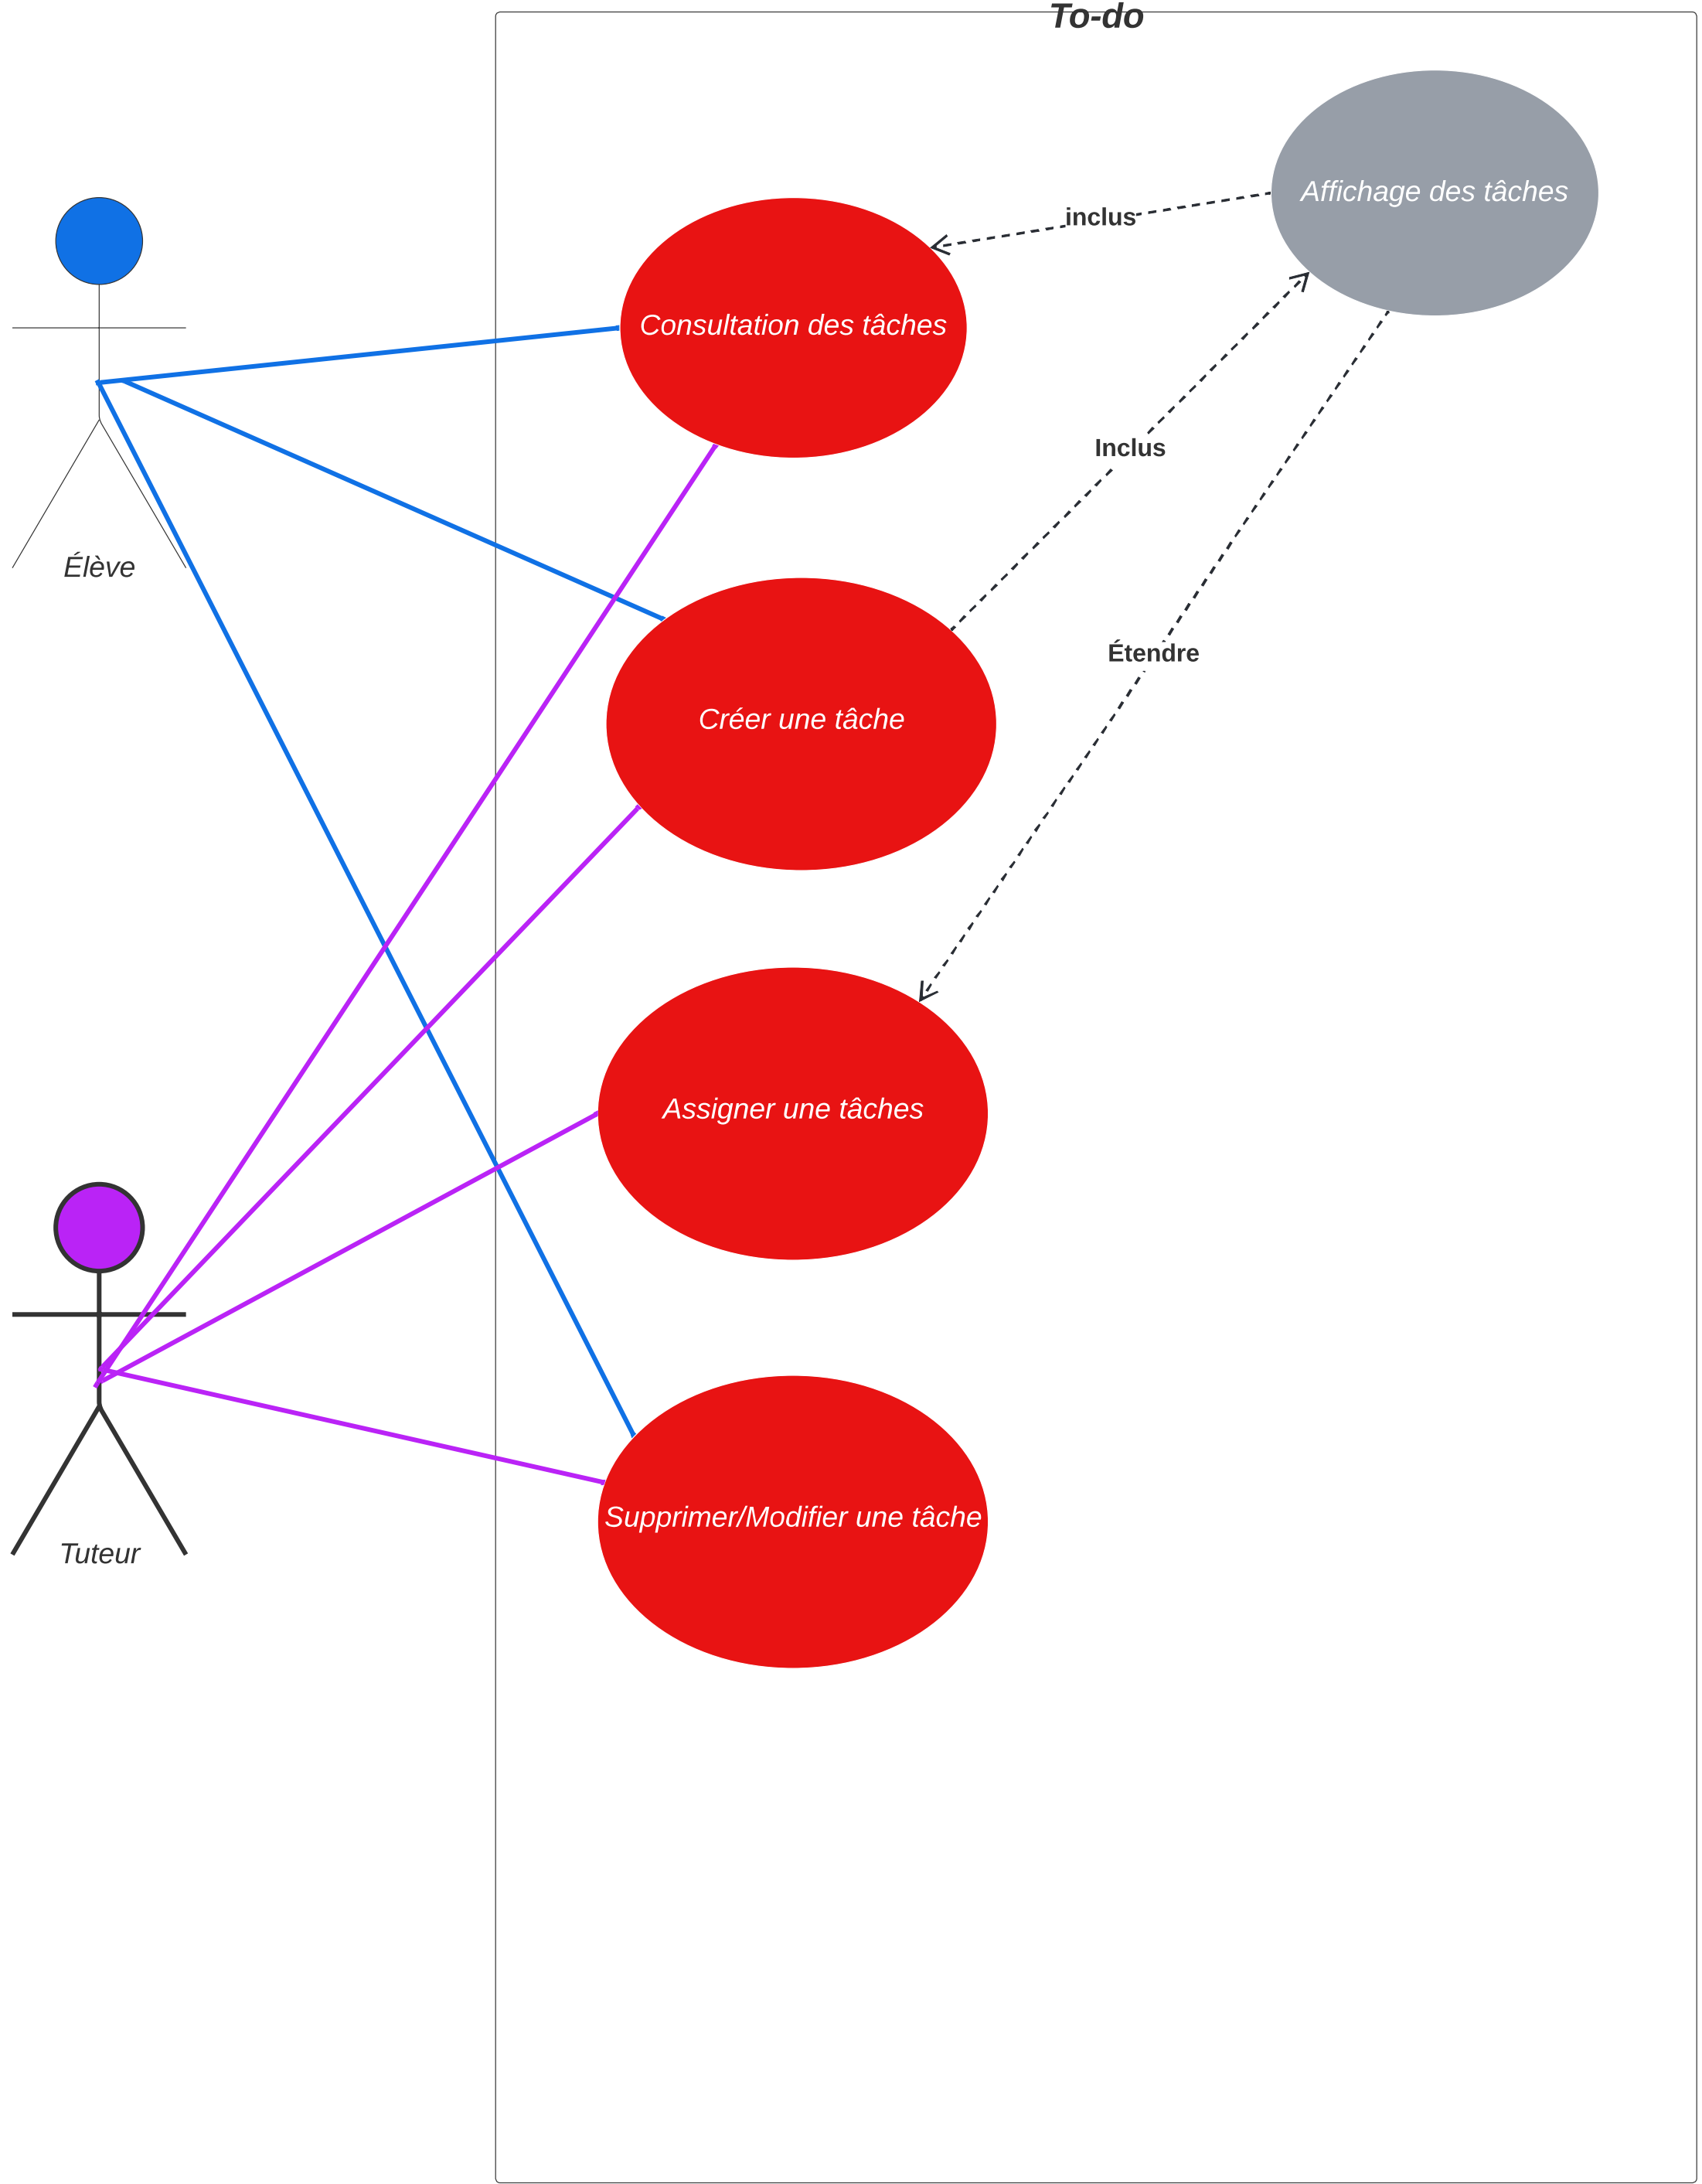 To-do
Affichage des tâches
inclus
Consultation des tâches
Inclus
Élève
Étendre
Créer une tâche
Assigner une tâches
Supprimer/Modifier une tâche
Tuteur